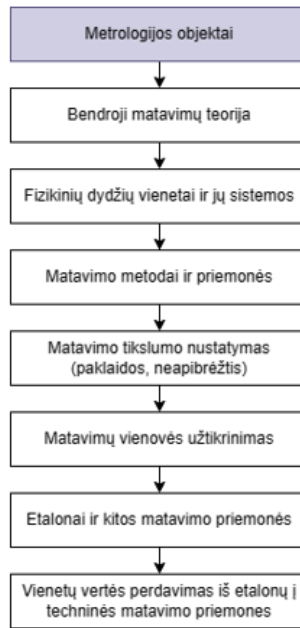 Metrologijos objektai
Bendroji matavimų teorija
Fizikinių dydžių vienetai ir jų sistemos
Matavimo metodai ir priemonės
Matavimo tikslumo nustatymas
(paklaidos, neapibrėžtis)
Matavimų vienovės užtikrinimas
Etalonai ir kitos matavimo priemonės
Vienetų vertės perdavimas iš etalonų į
techninės matavimo priemones